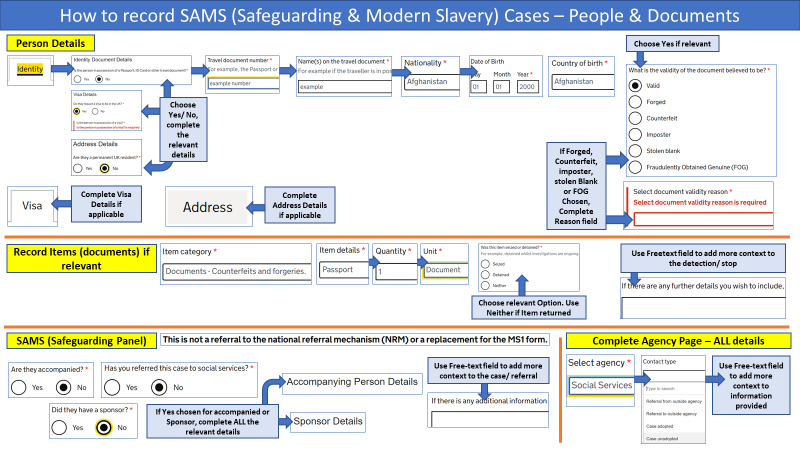 How to record SAMS (Safeguarding & Modern Slavery) Cases – People & Documents
Person Details
Identity
Identity Document Details
Is the person in possession of a Passport, ID Card or other travel document? *
Yes No
Visa Details
Do they require a visa to be in the UK? *
Yes No
Is the person in possession of a visa? *
Is the person in possession of a visa? is required
Address Details
Are they a permanent UK resident? *
Yes No
Choose
Yes/ No,
complete
the
relevant
details
Travel document number *
For example, the Passport or
example number
Name(s) on the travel document *
For example if the traveller is in pos
example
Nationality *
Afghanistan
Date of Birth
Day Month Year *
01 01 2000
Country of birth *
Afghanistan
Choose Yes if relevant
What is the validity of the document believed to be? *
Valid
Forged
Counterfeit
Imposter
Stolen blank
Fraudulently Obtained Genuine (FOG)
If Forged,
Counterfeit,
imposter,
stolen Blank
or FOG
Chosen,
Complete
Reason field
Select document validity reason *
Select document validity reason is required
Visa
Complete Visa
Details if
applicable
Address
Complete
Address Details
if applicable
Record Items (documents) if
relevant
Item category *
Documents - Counterfeits and forgeries.
Item details *
Passport
Quantity *
1
Unit *
Document
Was this item seized or detained? *
For example, detained whilst investigations are ongoing
Seized
Detained
Neither
Choose relevant Option. Use
Neither if Item returned
Use Freetext field to add more context to
the detection/ stop
If there are any further details you wish to include,
SAMS (Safeguarding Panel)
This is not a referral to the national referral mechanism (NRM) or a replacement for the MS1 form.
Are they accompanied? *
Yes No
Has you referred this case to social services? *
Yes No
Did they have a sponsor? *
Yes No
If Yes chosen for accompanied or
Sponsor, complete ALL the
relevant details
Accompanying Person Details
Sponsor Details
Use Free-text field to add more
context to the case/ referral
If there is any additional information
Complete Agency Page – ALL details
Select agency *
Social Services
Contact type
Type to search
Referral from outside agency
Referral to outside agency
Case adopted
Case unadopted
Use Free-text field
to add more
context to
information
provided